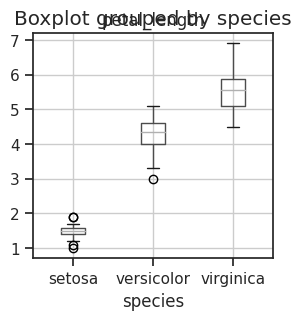 Boxplot grouped by species
petal_length
7
6
5
4
3
2
1
setosa versicolor virginica
species